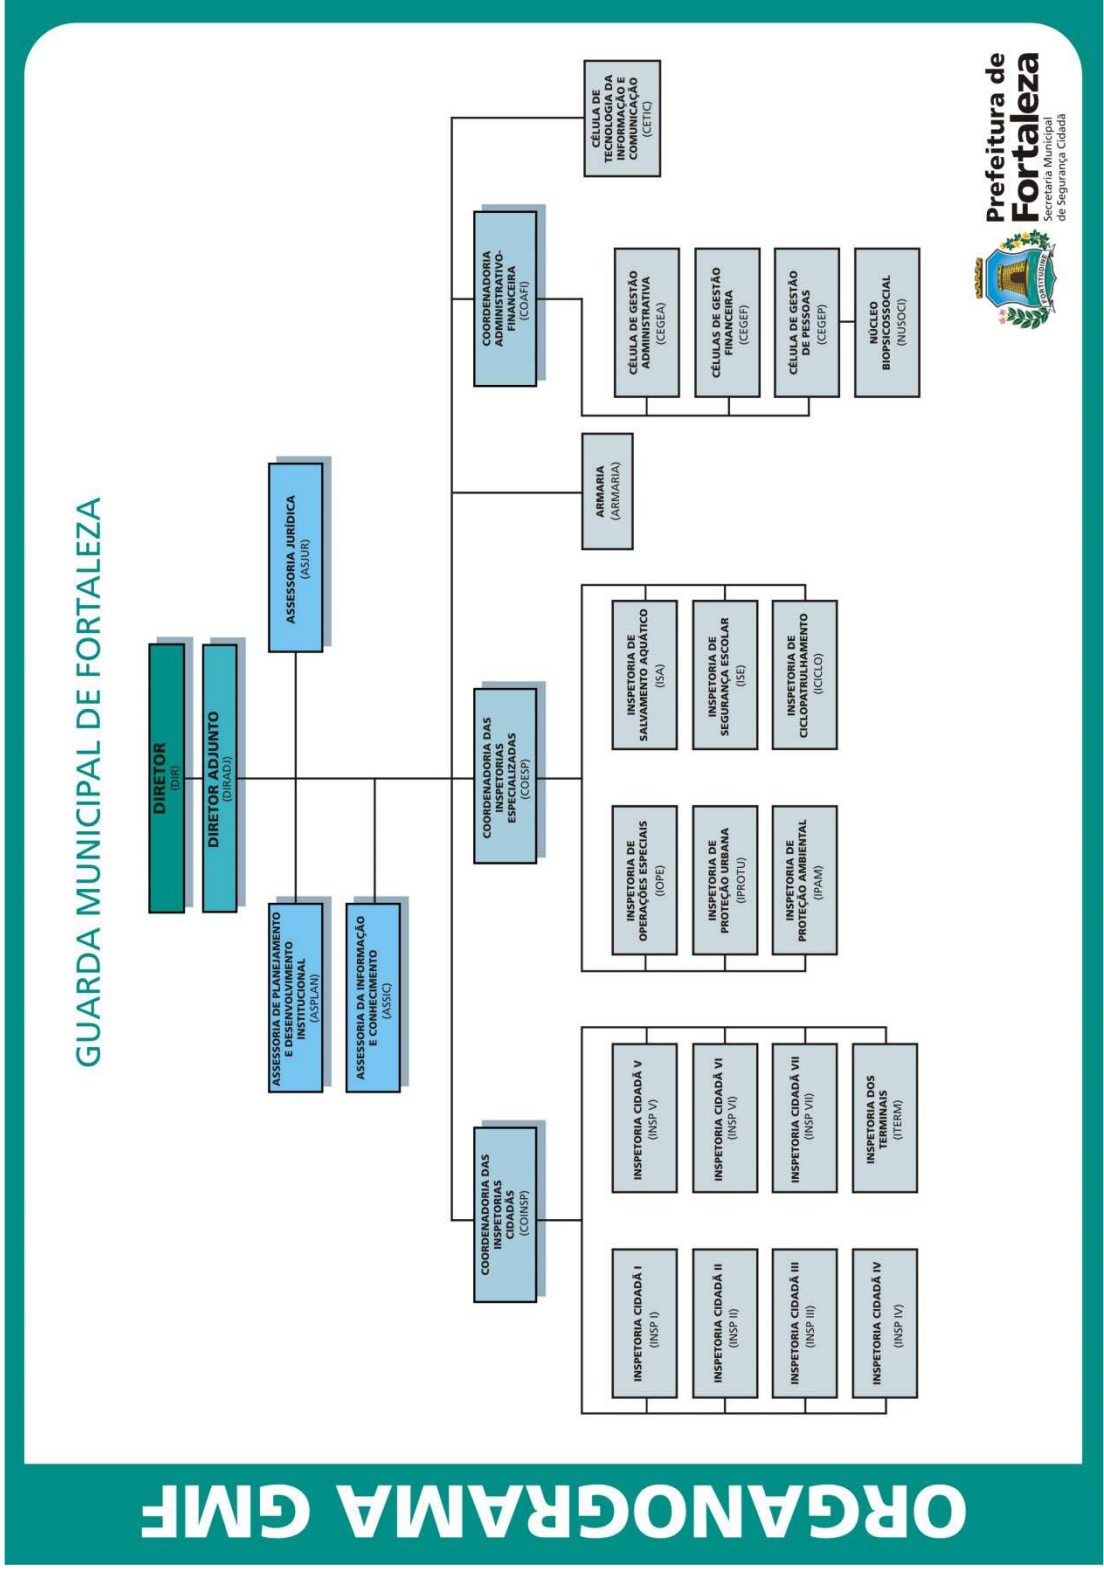 ORGANOGRAMA GMF
GUARDA MUNICIPAL DE FORTALEZA
DIRETOR
(DIR)
DIRETOR ADJUNTO
(DIRADJ)
ASSESSORIA DE PLANEJAMENTO
E DESENVOLVIMENTO
INSTITUCIONAL
(ASPLAN)
ASSESSORIA JURÍDICA
(ASJUR)
ASSESSORIA DA INFORMAÇÃO
E CONHECIMENTO
(ASSIC)
COORDENADORIA DAS
INSPETORIAS
CIDADÃS
(COINSP)
INSPETORIA CIDADÃ I
(INSP I)
INSPETORIA CIDADÃ II
(INSP II)
INSPETORIA CIDADÃ III
(INSP III)
INSPETORIA CIDADÃ IV
(INSP IV)
INSPETORIA CIDADÃ V
(INSP V)
INSPETORIA CIDADÃ VI
(INSP VI)
INSPETORIA CIDADÃ VII
(INSP VII)
INSPETORIA DOS
TERMINAIS
(ITERM)
COORDENADORIA DAS
INSPETORIAS
ESPECIALIZADAS
(COESP)
INSPETORIA DE
OPERAÇÕES ESPECIAIS
(IOPE)
INSPETORIA DE
PROTEÇÃO URBANA
(IPROTU)
INSPETORIA DE
PROTEÇÃO AMBIENTAL
(IPAM)
INSPETORIA DE
SALVAMENTO AQUÁTICO
(ISA)
INSPETORIA DE
SEGURANÇA ESCOLAR
(ISE)
INSPETORIA DE
CICLOPATRULHAMENTO
(ICICLO)
ARMARIA
(ARMARIA)
COORDENADORIA
ADMINISTRATIVO-
FINANCEIRA
(COAFI)
CÉLULA DE GESTÃO
ADMINISTRATIVA
(CEGEA)
CÉLULAS DE GESTÃO
FINANCEIRA
(CEGEF)
CÉLULA DE GESTÃO
DE PESSOAS
(CEGEP)
NÚCLEO
BIOPSICOSSOCIAL
(NUSOCI)
CÉLULA DE
TECNOLOGIA DA
INFORMAÇÃO E
COMUNICAÇÃO
(CETIC)
FORTITUDINE
Prefeitura de
Fortaleza
Secretaria Municipal
de Segurança Cidadã